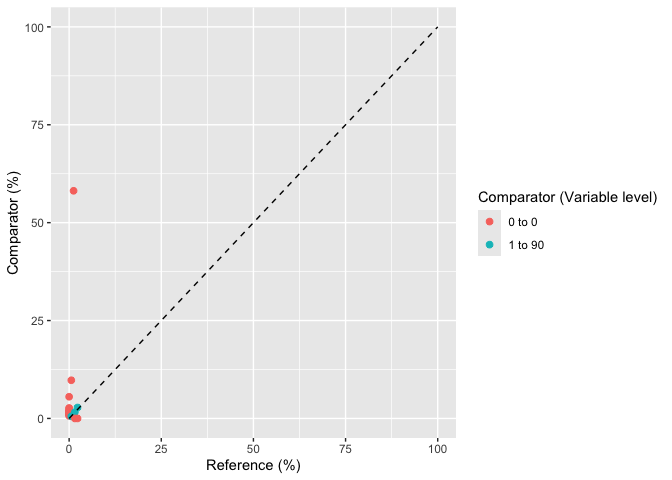 100
75
50
25
0
Comparator (%)
0
25
50
75
100
Reference (%)
Comparator (Variable level)
0 to 0
1 to 90